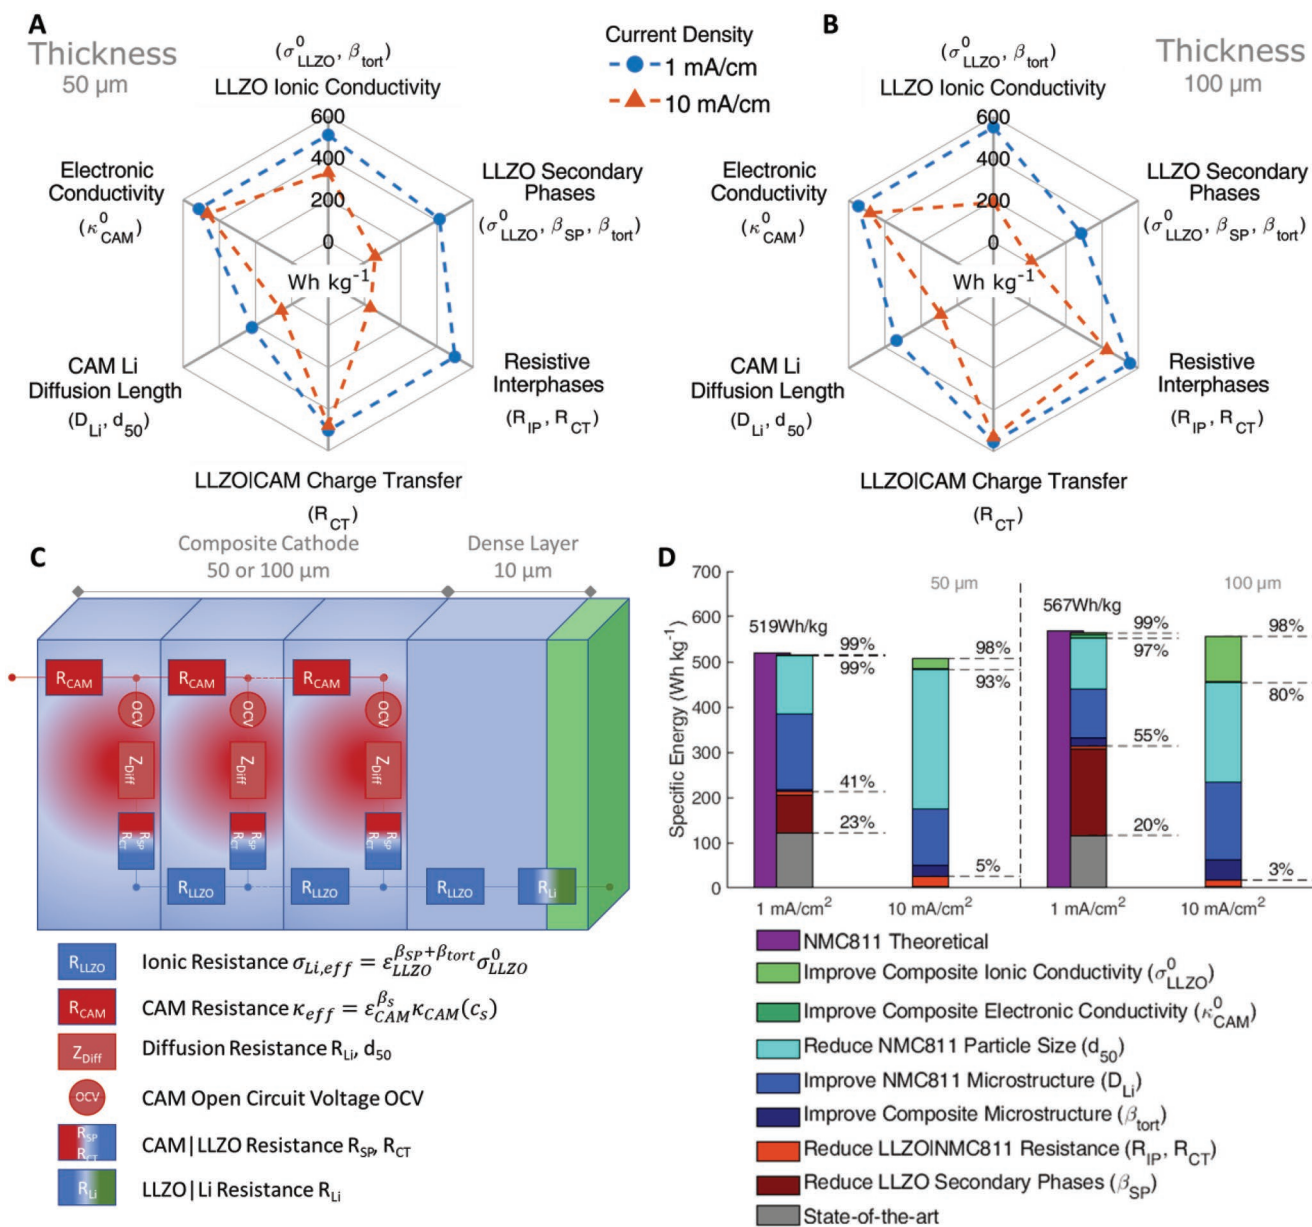 A
Thickness
50 μm
(σ⁰LLZO, βtort)
LLZO Ionic Conductivity
600
400
200
0
Wh kg⁻¹
Electronic
Conductivity
(κ⁰CAM)
LLZO Secondary
Phases
(σ⁰LLZO, βSP, βtort)
CAM Li
Diffusion Length
(DLi, d50)
Resistive
Interphases
(RIP, RCT)
LLZO|CAM Charge Transfer
(RCT)
Current Density
1 mA/cm
10 mA/cm
B
Thickness
100 μm
(σ⁰LLZO, βtort)
LLZO Ionic Conductivity
600
400
200
0
Wh kg⁻¹
Electronic
Conductivity
(κ⁰CAM)
LLZO Secondary
Phases
(σ⁰LLZO, βSP, βtort)
CAM Li
Diffusion Length
(DLi, d50)
Resistive
Interphases
(RIP, RCT)
LLZO|CAM Charge Transfer
(RCT)
C
Composite Cathode
50 or 100 μm
Dense Layer
10 μm
RCAM RCAM RCAM
OCV OCV OCV
ZDiff ZDiff ZDiff
RSP RSP RSP
RCT RCT RCT
RLLZO RLLZO RLLZO RLi
RLLZO Ionic Resistance σLi,eff = εLLZO^(βSP+βtort) σ⁰LLZO
RCAM CAM Resistance κeff = εCAM^βs κCAM(cs)
ZDiff Diffusion Resistance RLi, d50
OCV CAM Open Circuit Voltage OCV
RSP
RCT CAM|LLZO Resistance RSP, RCT
RLi LLZO|Li Resistance RLi
D
Specific Energy (Wh kg⁻¹)
700
600
500
400
300
200
100
0
50 μm
100 μm
519Wh/kg
99%
99%
41%
23%
98%
93%
5%
567Wh/kg
99%
97%
55%
20%
98%
80%
3%
1 mA/cm² 10 mA/cm² 1 mA/cm² 10 mA/cm²
NMC811 Theoretical
Improve Composite Ionic Conductivity (σ⁰LLZO)
Improve Composite Electronic Conductivity (κ⁰CAM)
Reduce NMC811 Particle Size (d50)
Improve NMC811 Microstructure (DLi)
Improve Composite Microstructure (βtort)
Reduce LLZO|NMC811 Resistance (RIP, RCT)
Reduce LLZO Secondary Phases (βSP)
State-of-the-art